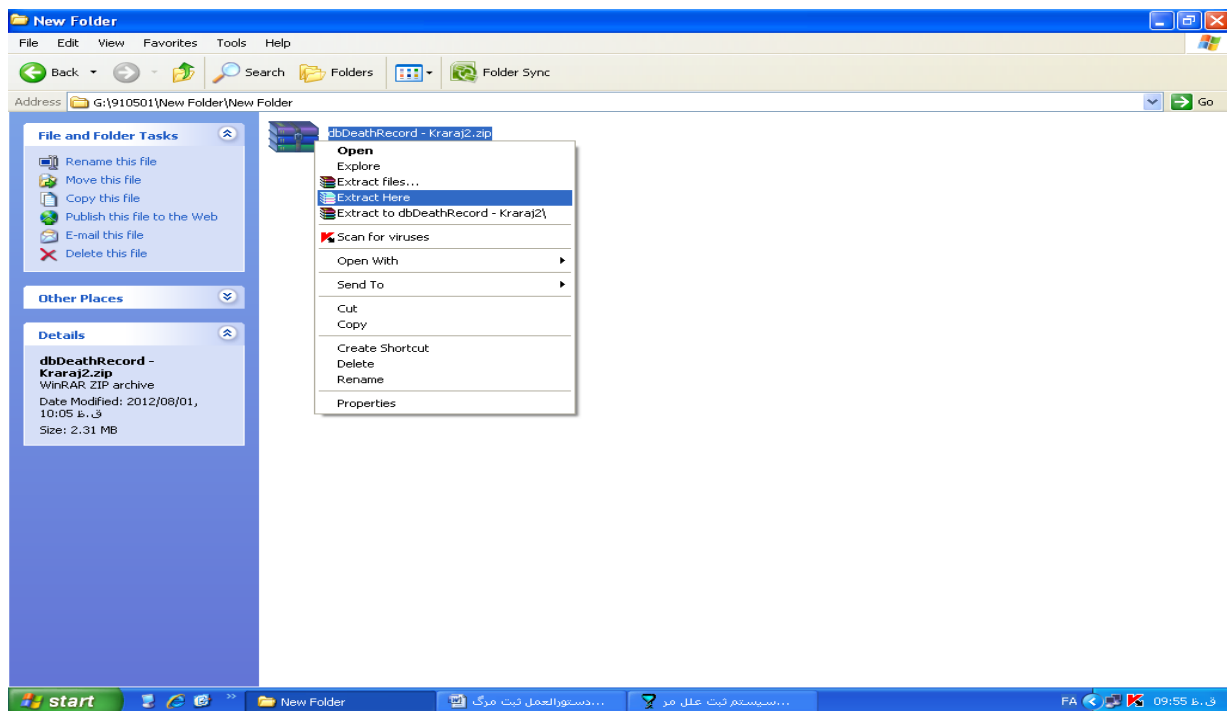 New Folder
File Edit View Favorites Tools Help
Back Search Folders Folder Sync
Address G:\910501\New Folder\New Folder Go
File and Folder Tasks
Rename this file
Move this file
Copy this file
Publish this file to the Web
E-mail this file
Delete this file
Other Places
Details
dbDeathRecord -
Kraraj2.zip
WinRAR ZIP archive
Date Modified: 2012/08/01,
10:05 ق.ظ
Size: 2.31 MB
dbDeathRecord - Kraraj2.zip
Open
Explore
Extract files...
Extract Here
Extract to dbDeathRecord - Kraraj2\
Scan for viruses
Open With
Send To
Cut
Copy
Create Shortcut
Delete
Rename
Properties
start
New Folder
دستورالعمل ثبت مرگ...
سیستم ثبت علل مر...
FA 09:55 ق.ظ